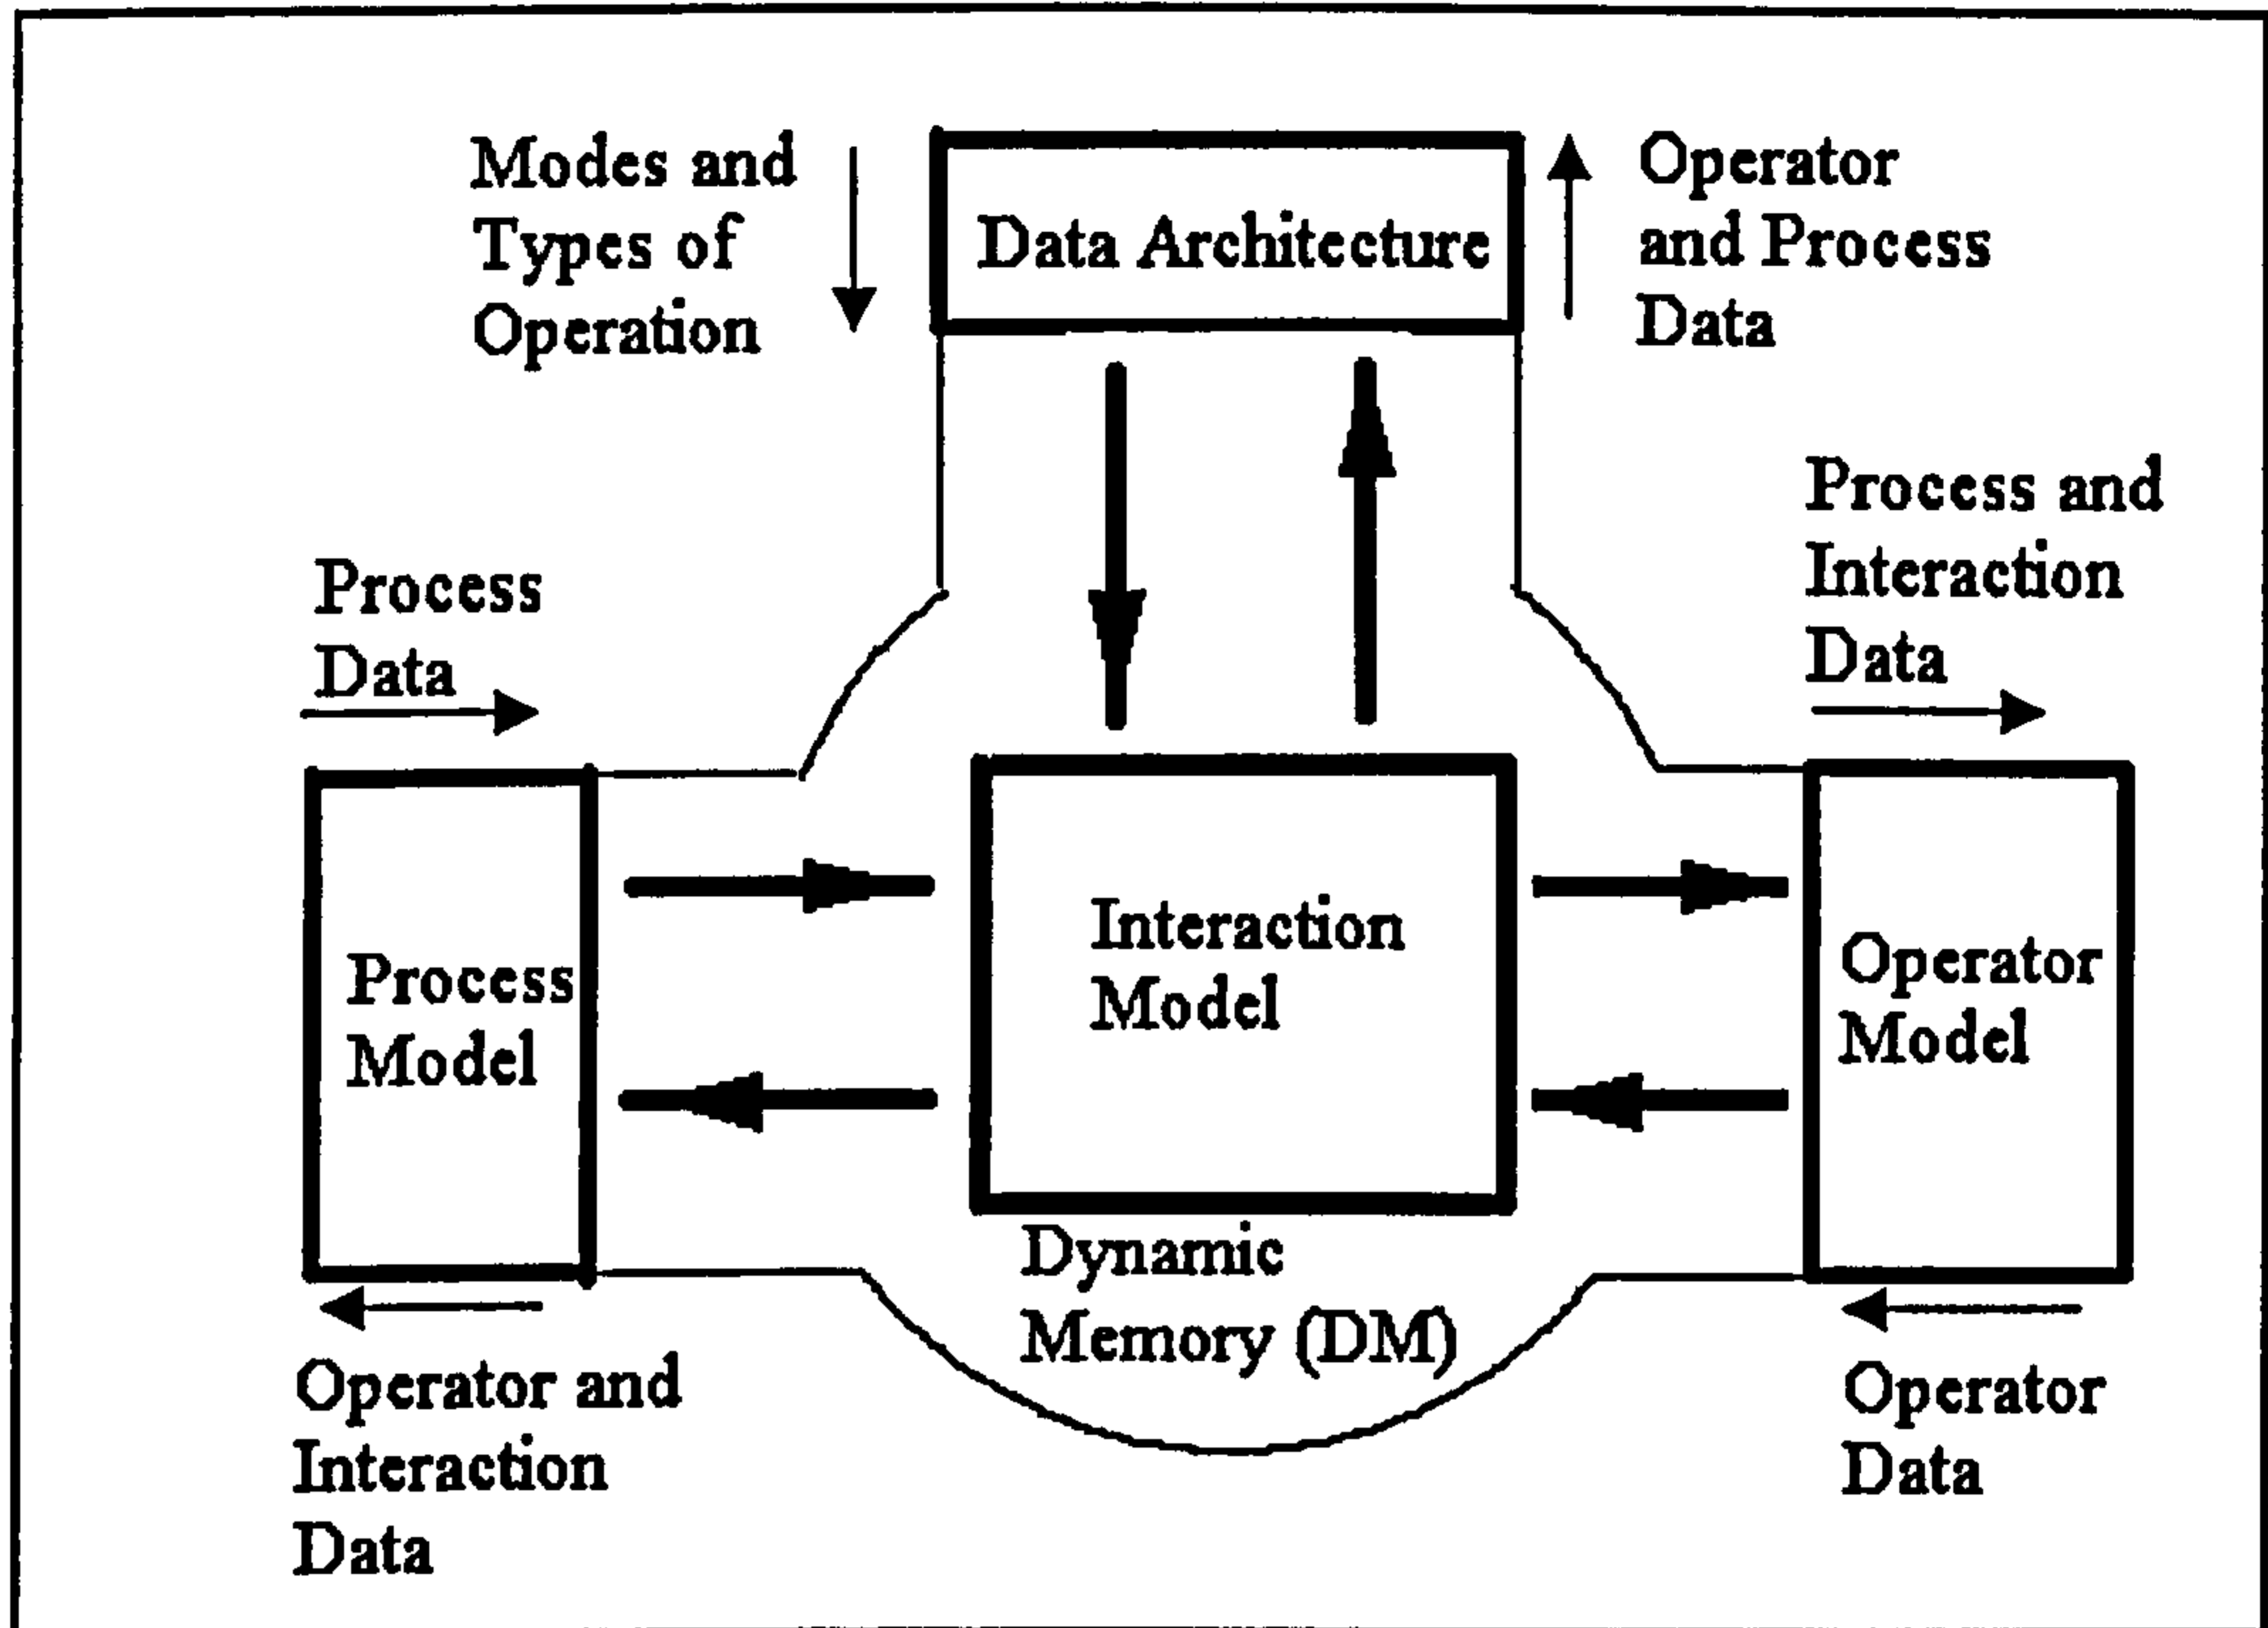 Modes and
Types of
Operation
Data Architecture
Operator
and Process
Data
Process and
Interaction
Data
Process
Data
Process
Model
Interaction
Model
Operator
Model
Dynamic
Memory (DM)
Operator and
Interaction
Data
Operator
Data